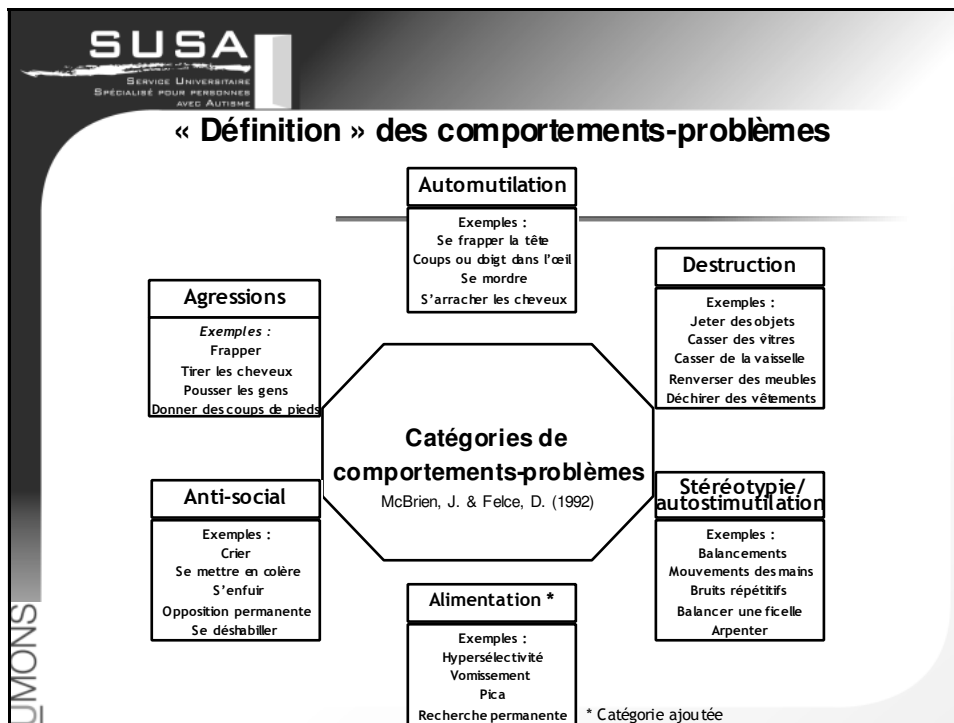 SUSA
SERVICE UNIVERSITAIRE
SPÉCIALISÉ POUR PERSONNES
AVEC AUTISME
« Définition » des comportements-problèmes
Automutilation
Exemples :
Se frapper la tête
Coups ou doigt dans l'œil
Se mordre
S'arracher les cheveux
Destruction
Exemples :
Jeter des objets
Casser des vitres
Casser de la vaisselle
Renverser des meubles
Déchirer des vêtements
Agressions
Exemples :
Frapper
Tirer les cheveux
Pousser les gens
Donner des coups de pieds
Catégories de
comportements-problèmes
McBrien, J. & Felce, D. (1992)
Anti-social
Exemples :
Crier
Se mettre en colère
S'enfuir
Opposition permanente
Se déshabiller
Stéréotypie/
autostimutilation
Exemples :
Balancements
Mouvements des mains
Bruits répétitifs
Balancer une ficelle
Arpenter
Alimentation *
Exemples :
Hypersélectivité
Vomissement
Pica
Recherche permanente
* Catégorie ajoutée
UMONS